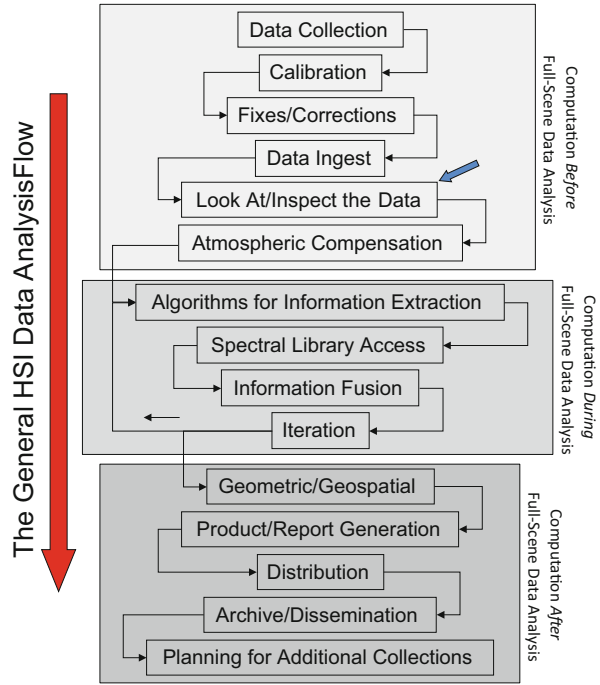 The General HSI Data AnalysisFlow
Data Collection
Calibration
Fixes/Corrections
Data Ingest
Look At/Inspect the Data
Atmospheric Compensation
Computation Before
Full-Scene Data Analysis
Algorithms for Information Extraction
Spectral Library Access
Information Fusion
Iteration
Computation During
Full-Scene Data Analysis
Geometric/Geospatial
Product/Report Generation
Distribution
Archive/Dissemination
Planning for Additional Collections
Computation After
Full-Scene Data Analysis